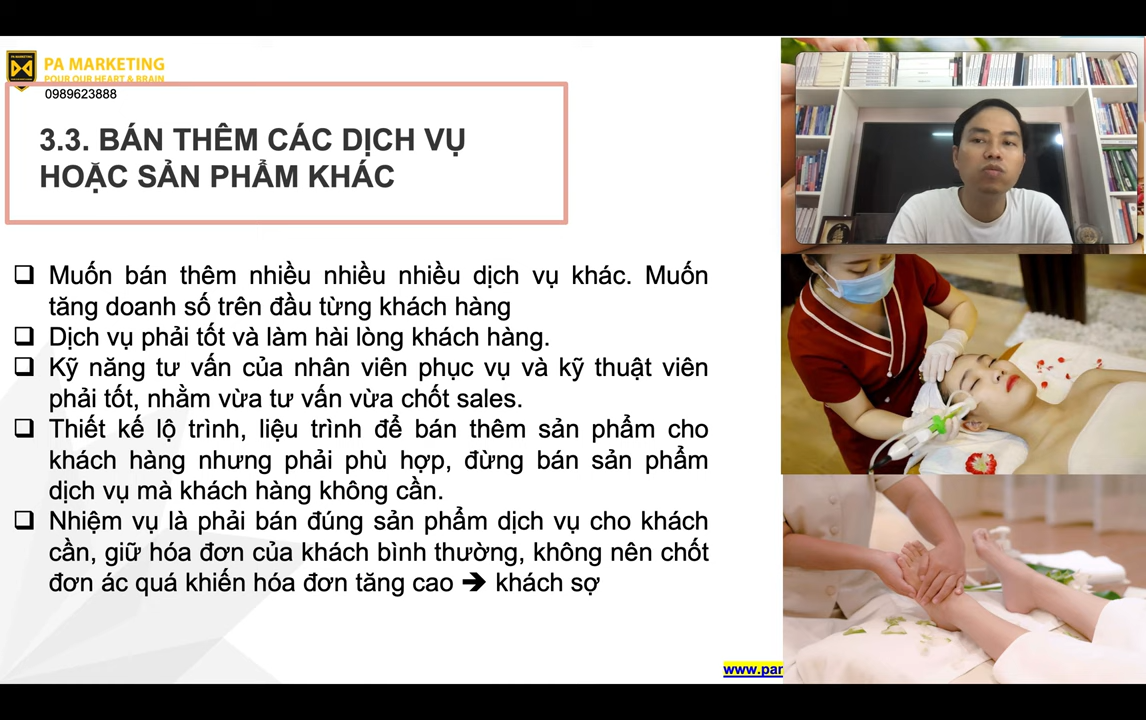 PA MARKETING
POUR OUR HEART & BRAIN
0989623888
3.3. BÁN THÊM CÁC DỊCH VỤ
HOẶC SẢN PHẨM KHÁC
❑ Muốn bán thêm nhiều nhiều nhiều dịch vụ khác. Muốn
tăng doanh số trên đầu từng khách hàng
❑ Dịch vụ phải tốt và làm hài lòng khách hàng.
❑ Kỹ năng tư vấn của nhân viên phục vụ và kỹ thuật viên
phải tốt, nhằm vừa tư vấn vừa chốt sales.
❑ Thiết kế lộ trình, liệu trình để bán thêm sản phẩm cho
khách hàng nhưng phải phù hợp, đừng bán sản phẩm
dịch vụ mà khách hàng không cần.
❑ Nhiệm vụ là phải bán đúng sản phẩm dịch vụ cho khách
cần, giữ hóa đơn của khách bình thường, không nên chốt
đơn ác quá khiến hóa đơn tăng cao ➔ khách sợ
www.par